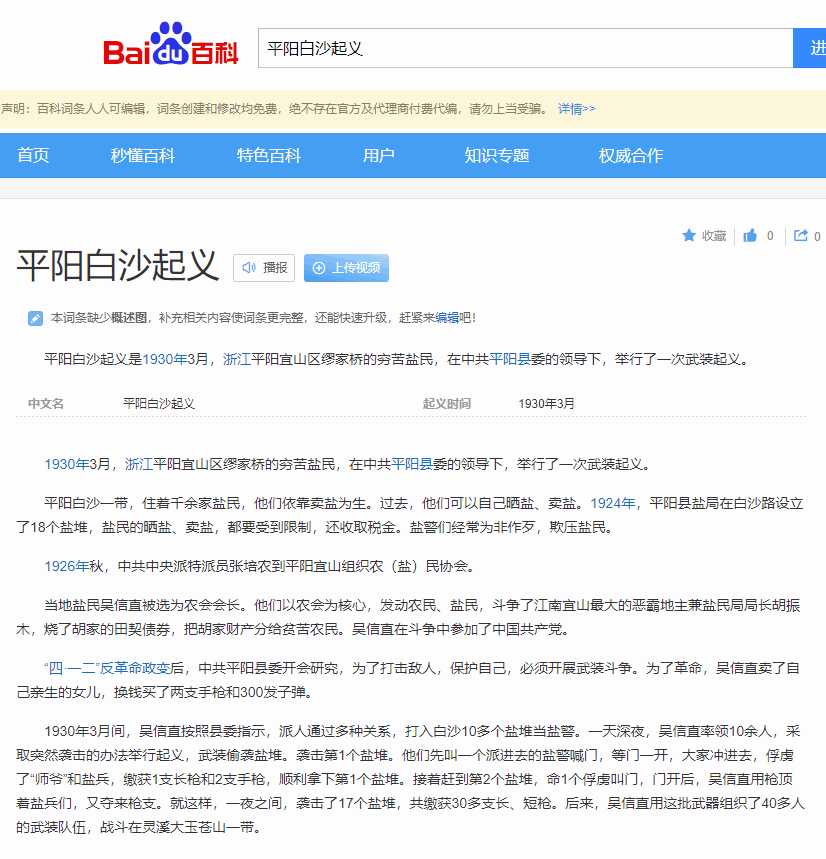 Baidu百科
平阳白沙起义
进
声明：百科词条人人可编辑，词条创建和修改均免费，绝不存在官方及代理商付费代编，请勿上当受骗。 详情>>
首页 秒懂百科 特色百科 用户 知识专题 权威合作
收藏 0 0
平阳白沙起义 播报 上传视频
本词条缺少概述图，补充相关内容使词条更完整，还能快速升级，赶紧来编辑吧！
平阳白沙起义是1930年3月，浙江平阳宜山区缪家桥的穷苦盐民，在中共平阳县委的领导下，举行了一次武装起义。
中文名 平阳白沙起义 起义时间 1930年3月
1930年3月，浙江平阳宜山区缪家桥的穷苦盐民，在中共平阳县委的领导下，举行了一次武装起义。
平阳白沙一带，住着千余家盐民，他们依靠卖盐为生。过去，他们可以自己晒盐、卖盐。1924年，平阳县盐局在白沙路设立
了18个盐堆，盐民的晒盐、卖盐，都要受到限制，还收取税金。盐警们经常为非作歹，欺压盐民。
1926年秋，中共中央派特派员张培农到平阳宜山组织农（盐）民协会。
当地盐民吴信直被选为农会会长。他们以农会为核心，发动农民、盐民，斗争了江南宜山最大的恶霸地主兼盐民局局长胡振
木，烧了胡家的田契债券，把胡家财产分给贫苦农民。吴信直在斗争中参加了中国共产党。
“四·一二”反革命政变后，中共平阳县委开会研究，为了打击敌人，保护自己，必须开展武装斗争。为了革命，吴信直卖了自
己亲生的女儿，换钱买了两支手枪和300发子弹。
1930年3月间，吴信直按照县委指示，派人通过多种关系，打入白沙10多个盐堆当盐警。一天深夜，吴信直率领10余人，采
取突然袭击的办法举行起义，武装偷袭盐堆。袭击第1个盐堆。他们先叫一个派进去的盐警喊门，等门一开，大家冲进去，俘虏
了“师爷”和盐兵，缴获1支长枪和2支手枪，顺利拿下第1个盐堆。接着赶到第2个盐堆，命1个俘虏叫门，门开后，吴信直用枪顶
着盐兵们，又夺来枪支。就这样，一夜之间，袭击了17个盐堆，共缴获30多支长、短枪。后来，吴信直用这批武器组织了40多人
的武装队伍，战斗在灵溪大玉苍山一带。